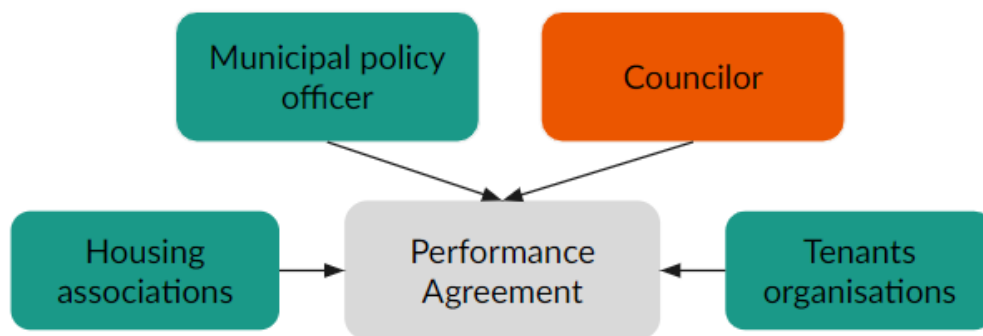 Municipal policy
officer
Councilor
Housing
associations
Performance
Agreement
Tenants
organisations